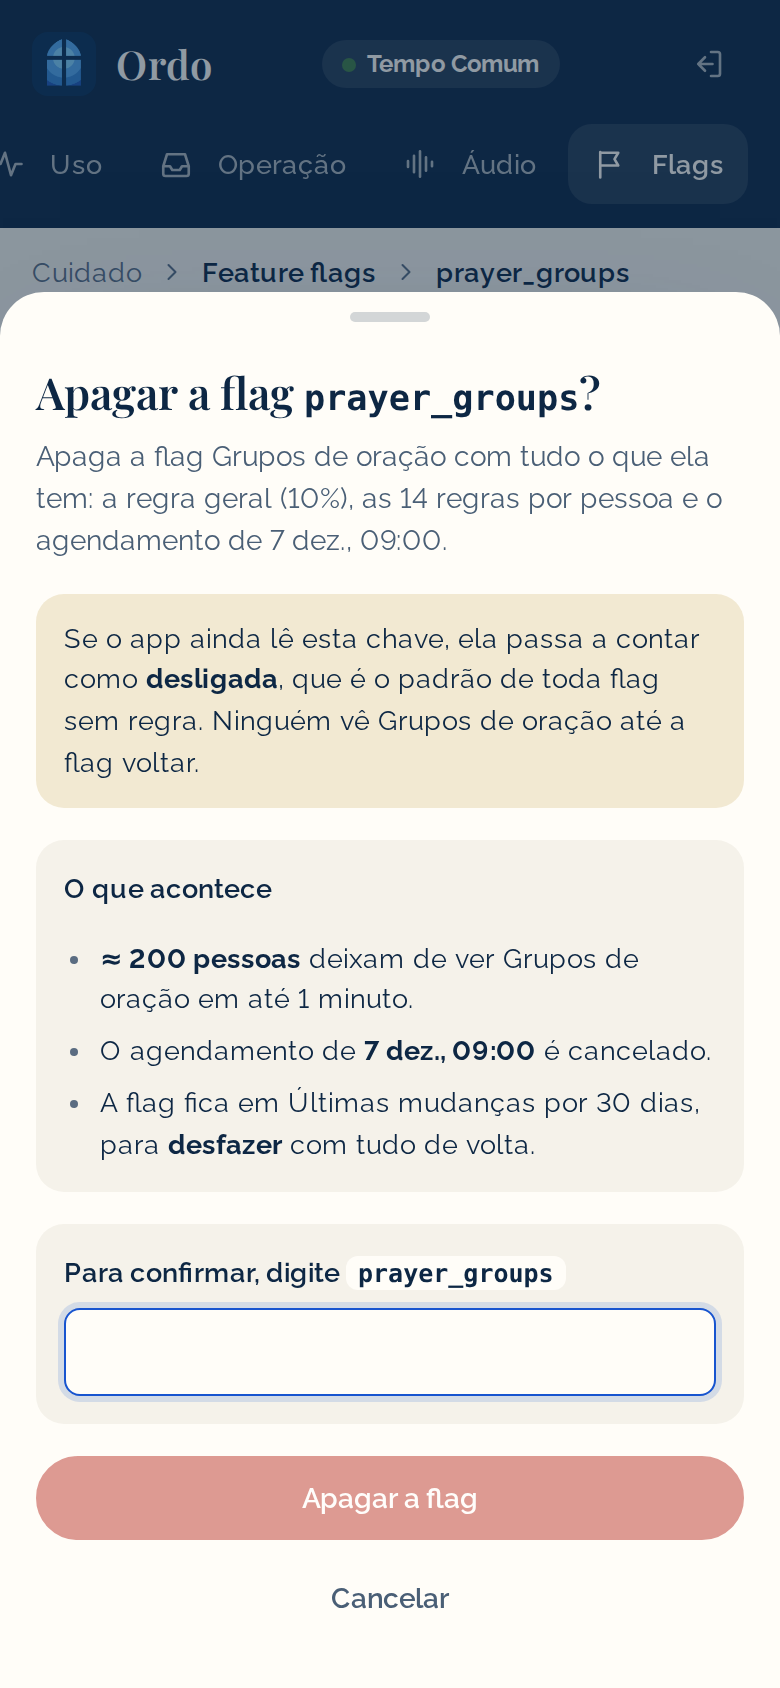 Ordo
Tempo Comum
Uso
Operação
Áudio
Flags
Cuidado > Feature flags > prayer_groups
Apagar a flag prayer_groups?
Apaga a flag Grupos de oração com tudo o que ela
tem: a regra geral (10%), as 14 regras por pessoa e o
agendamento de 7 dez., 09:00.
Se o app ainda lê esta chave, ela passa a contar
como desligada, que é o padrão de toda flag
sem regra. Ninguém vê Grupos de oração até a
flag voltar.
O que acontece
• ≈ 200 pessoas deixam de ver Grupos de
oração em até 1 minuto.
• O agendamento de 7 dez., 09:00 é cancelado.
• A flag fica em Últimas mudanças por 30 dias,
para desfazer com tudo de volta.
Para confirmar, digite prayer_groups
Apagar a flag
Cancelar